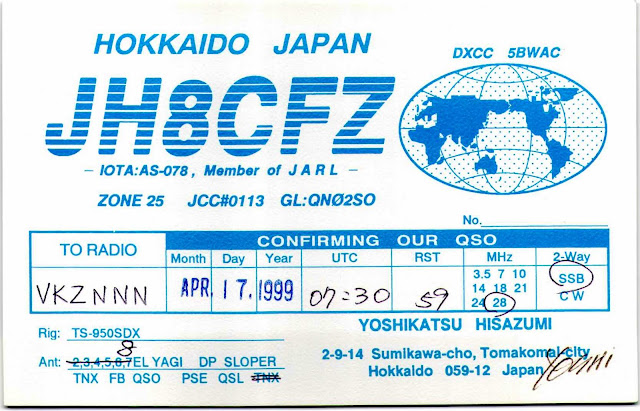 HOKKAIDO JAPAN
DXCC 5BWAC
JH8CFZ
– IOTA:AS-078, Member of JARL –
ZONE 25 JCC#0113 GL:QNØ2SO
No.
TO RADIO
CONFIRMING OUR QSO
Month Day Year UTC RST MHz 2-Way
3.5 7 10
14 18 21
24 28
SSB
CW
VKZNNN APR. 17. 1999 07:30 59
Rig: TS-950SDX
YOSHIKATSU HISAZUMI
8
Ant: 2,3,4,5,6,7EL YAGI DP SLOPER
2-9-14 Sumikawa-cho, Tomakomai-city
TNX FB QSO PSE QSL TNX
Hokkaido 059-12 Japan
Yoshi